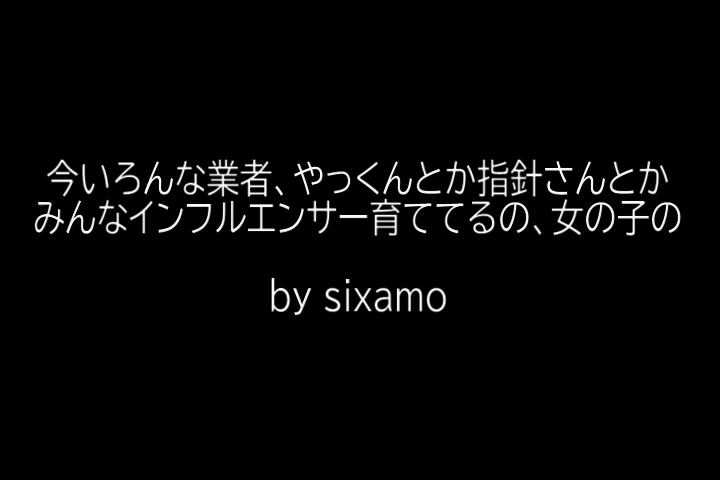 今いろんな業者、やっくんとか指針さんとか
みんなインフルエンサー育ててるの、女の子の
by sixamo